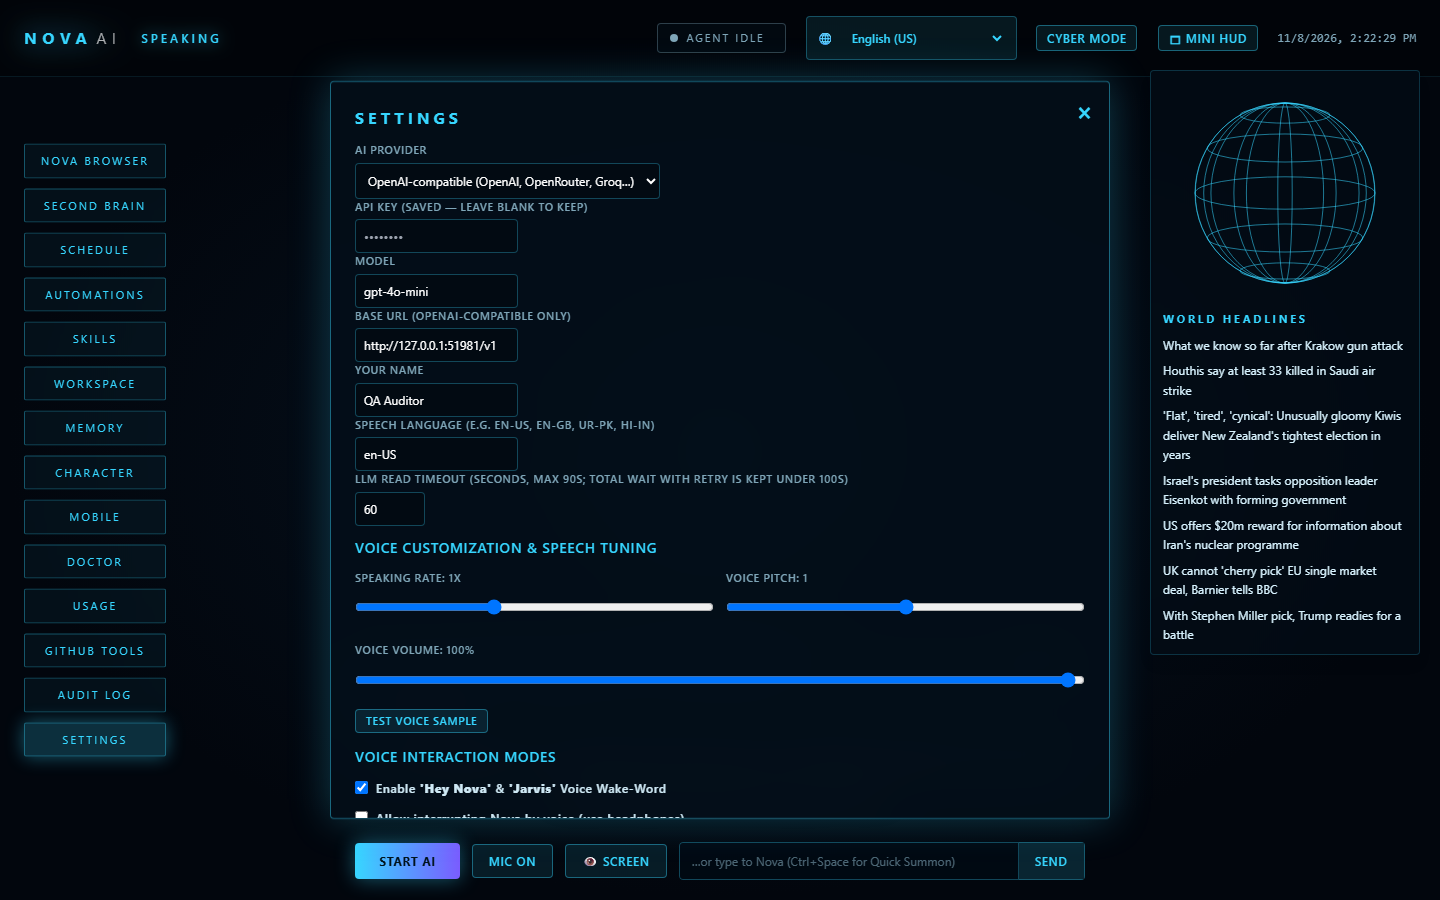 NOVA AI SPEAKING
AGENT IDLE
English (US)
CYBER MODE
MINI HUD
11/8/2026, 2:22:29 PM
NOVA BROWSER
SECOND BRAIN
SCHEDULE
AUTOMATIONS
SKILLS
WORKSPACE
MEMORY
CHARACTER
MOBILE
DOCTOR
USAGE
GITHUB TOOLS
AUDIT LOG
SETTINGS
SETTINGS
×
AI PROVIDER
OpenAI-compatible (OpenAI, OpenRouter, Groq...)
API KEY (SAVED — LEAVE BLANK TO KEEP)
••••••••
MODEL
gpt-4o-mini
BASE URL (OPENAI-COMPATIBLE ONLY)
http://127.0.0.1:51981/v1
YOUR NAME
QA Auditor
SPEECH LANGUAGE (E.G. EN-US, EN-GB, UR-PK, HI-IN)
en-US
LLM READ TIMEOUT (SECONDS, MAX 90S; TOTAL WAIT WITH RETRY IS KEPT UNDER 100S)
60
VOICE CUSTOMIZATION & SPEECH TUNING
SPEAKING RATE: 1X
VOICE PITCH: 1
VOICE VOLUME: 100%
TEST VOICE SAMPLE
VOICE INTERACTION MODES
Enable "Hey Nova" & "Jarvis" Voice Wake-Word
Allow interrupting Nova by voice (use headphones)
START AI
MIC ON
SCREEN
...or type to Nova (Ctrl+Space for Quick Summon)
SEND
WORLD HEADLINES
What we know so far after Krakow gun attack
Houthis say at least 33 killed in Saudi air
strike
'Flat', 'tired', 'cynical': Unusually gloomy Kiwis
deliver New Zealand's tightest election in
years
Israel's president tasks opposition leader
Eisenkot with forming government
US offers $20m reward for information about
Iran's nuclear programme
UK cannot 'cherry pick' EU single market
deal, Barnier tells BBC
With Stephen Miller pick, Trump readies for a
battle